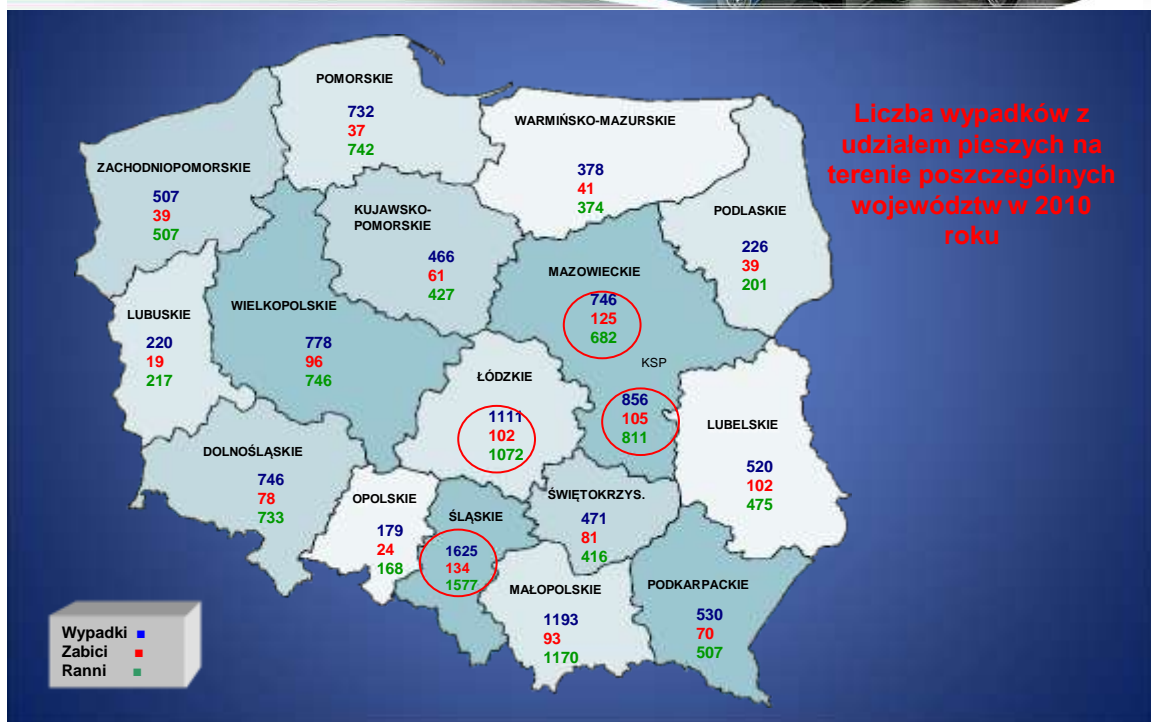 Liczba wypadków z
udziałem pieszych na
terenie poszczególnych
województw w 2010
roku
POMORSKIE
732
37
742
WARMIŃSKO-MAZURSKIE
378
41
374
ZACHODNIOPOMORSKIE
507
39
507
KUJAWSKO-
POMORSKIE
466
61
427
PODLASKIE
226
39
201
MAZOWIECKIE
746
125
682
KSP
856
105
811
LUBUSKIE
220
19
217
WIELKOPOLSKIE
778
96
746
ŁÓDZKIE
1111
102
1072
LUBELSKIE
520
102
475
DOLNOŚLĄSKIE
746
78
733
OPOLSKIE
179
24
168
ŚLĄSKIE
1625
134
1577
ŚWIĘTOKRZYS.
471
81
416
MAŁOPOLSKIE
1193
93
1170
PODKARPACKIE
530
70
507
Wypadki
Zabici
Ranni